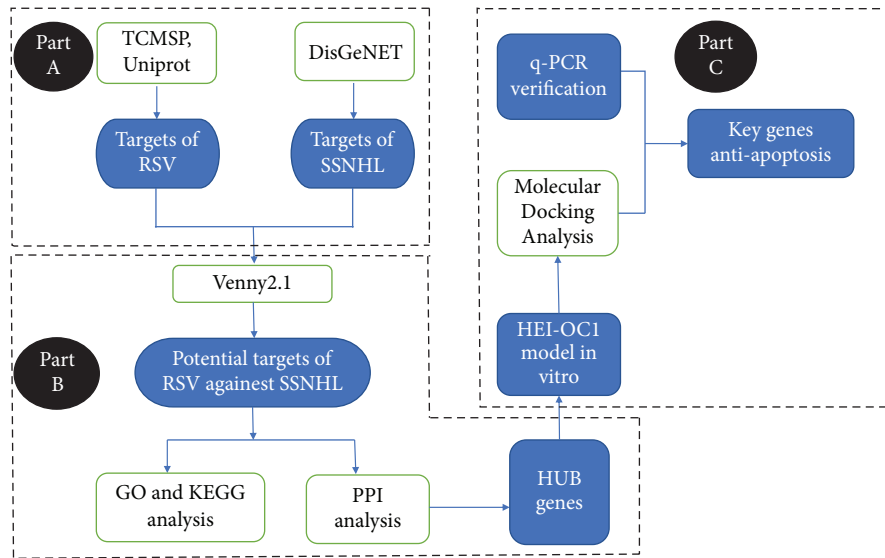 Part
A
TCMSP,
Uniprot
DisGeNET
Targets of
RSV
Targets of
SSNHL
Part
B
Venny2.1
Potential targets of
RSV againest SSNHL
GO and KEGG
analysis
PPI
analysis
HUB
genes
Part
C
q-PCR
verification
Key genes
anti-apoptosis
Molecular
Docking
Analysis
HEI-OC1
model in
vitro